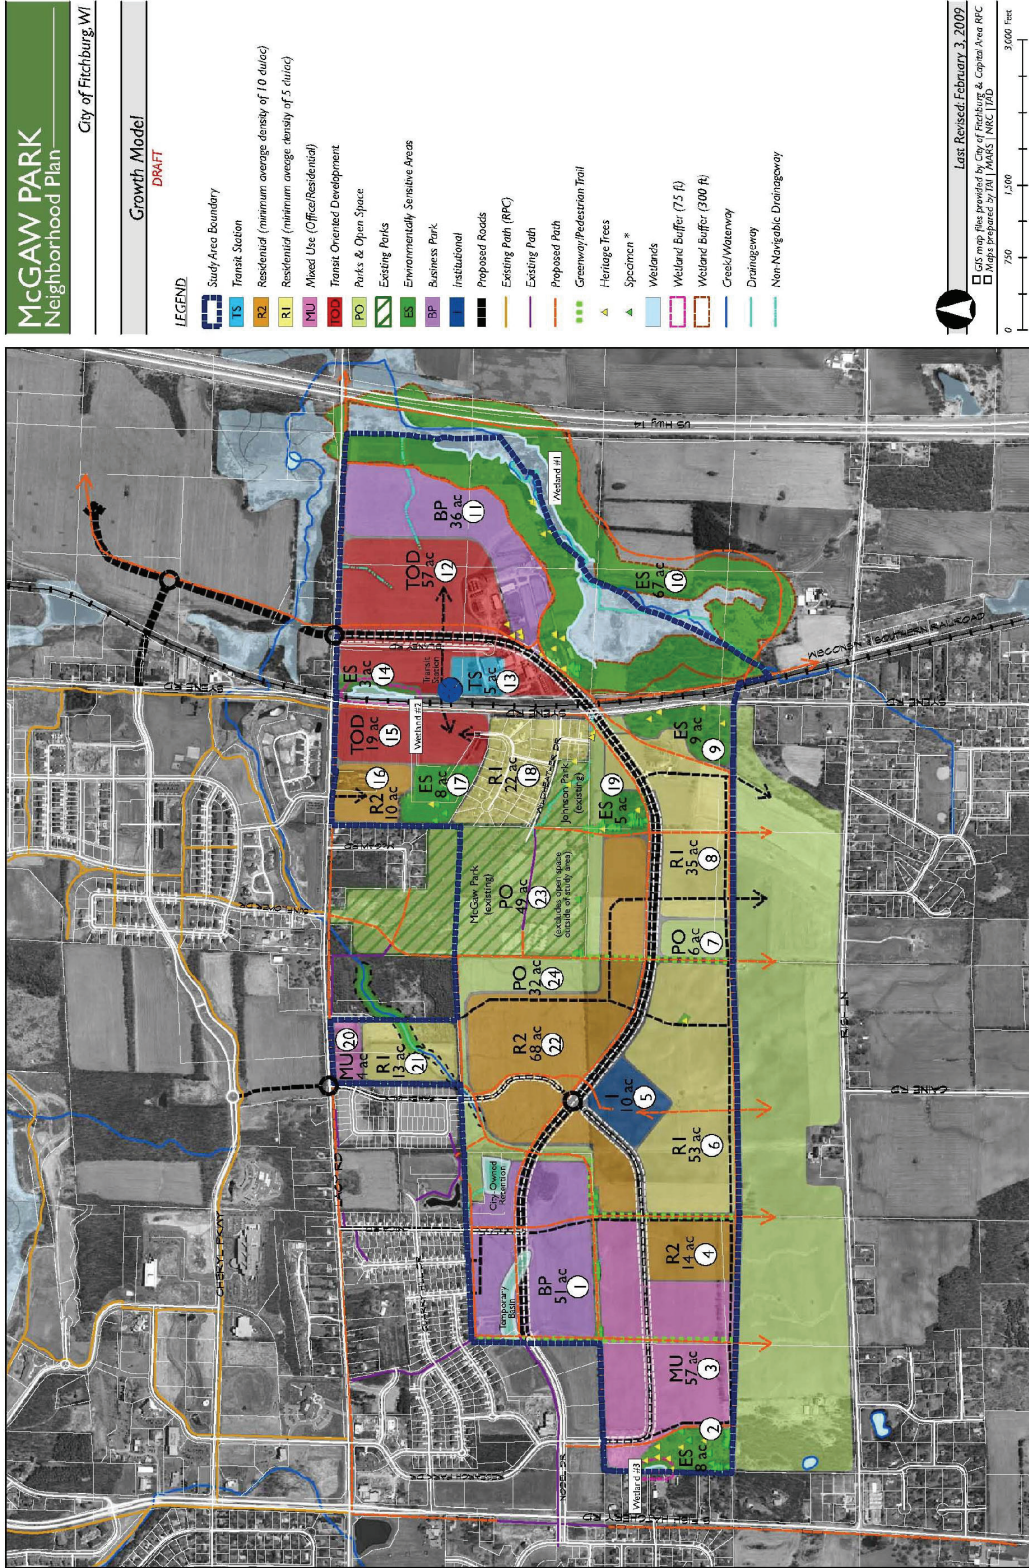 McGAW PARK
Neighborhood Plan
City of Fitchburg, WI
Growth Model
DRAFT
LEGEND
Study Area Boundary
TS Transit Station
R2 Residential (minimum average density of 10 du/ac)
R1 Residential (minimum average density of 5 du/ac)
MU Mixed Use (Office/Residential)
TOD Transit Oriented Development
PO Parks & Open Space
Existing Parks
ES Environmentally Sensitive Areas
BP Business Park
I Institutional
Proposed Roads
Existing Path (RPC)
Existing Path
Proposed Path
Greenway/Pedestrian Trail
Heritage Trees
Specimen *
Wetlands
Wetland Buffer (75 ft)
Wetland Buffer (300 ft)
Creek/Waterway
Drainageway
Non-Navigable Drainageway
Last Revised: February 3, 2009
GIS map files provided by City of Fitchburg & Capital Area RPC
Maps prepared by TAI | MARS | NRC | TAD
0 750 1,500 3,000 Feet
CHERYL PKWY
LACY RD
US Hwy 14
BP
36 ac
11
TOD
57 ac
12
ES
10
Wetland #1
ES
14
Transit
Station
TS
5 ac
13
TOD
19 ac
15
Wetland #2
R2
10 ac
16
ES
8 ac
17
R1
22 ac
18
Johnson Park
(existing)
ES
5 ac
19
ES
9 ac
9
McGaw Park
(existing)
PO
49 ac
23
(excludes open space
outside of study area)
PO
32 ac
24
R1
35 ac
8
PO
6 ac
7
MU
4 ac
20
R1
13 ac
21
R2
68 ac
22
I
10 ac
5
R1
53 ac
6
City-Owned
Retention
Temporary
Basin
BP
51 ac
1
R2
14 ac
4
MU
57 ac
3
ES
8 ac
2
Wetland #3